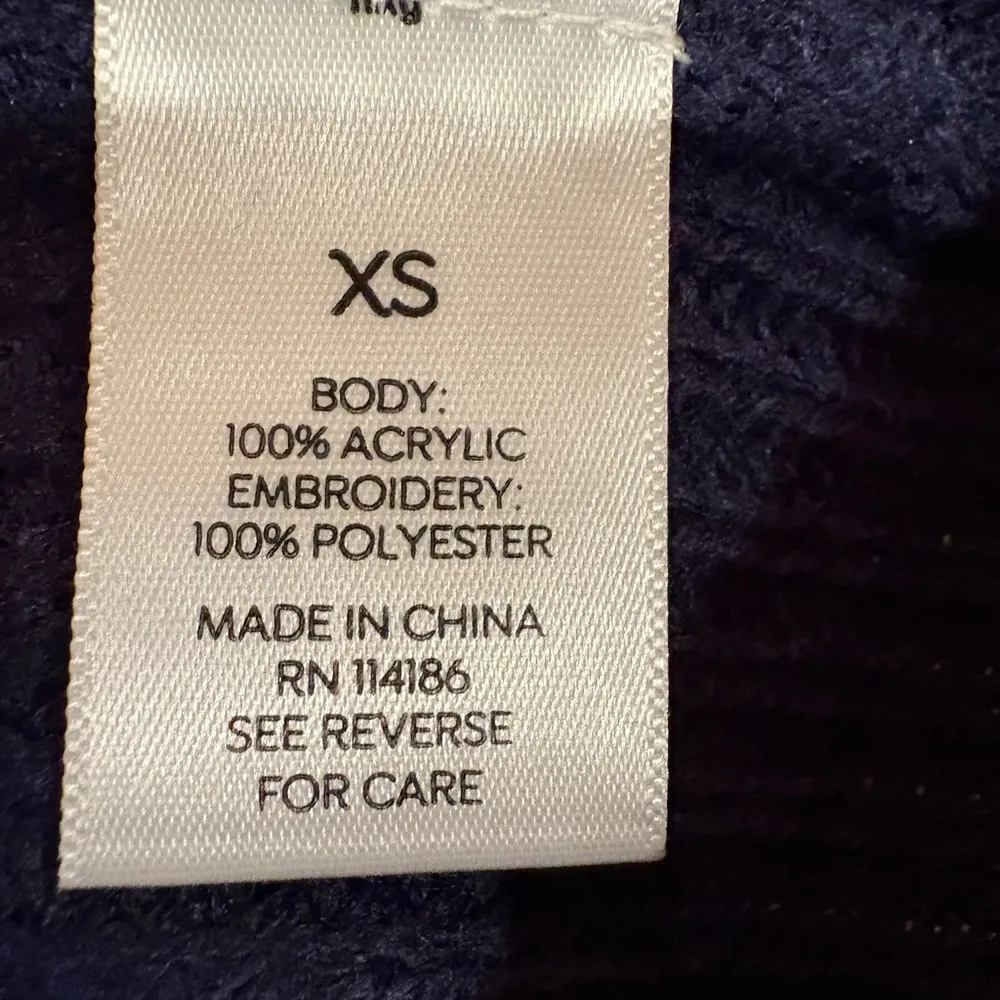 XS
BODY:
100% ACRYLIC
EMBROIDERY:
100% POLYESTER
MADE IN CHINA
RN 114186
SEE REVERSE
FOR CARE